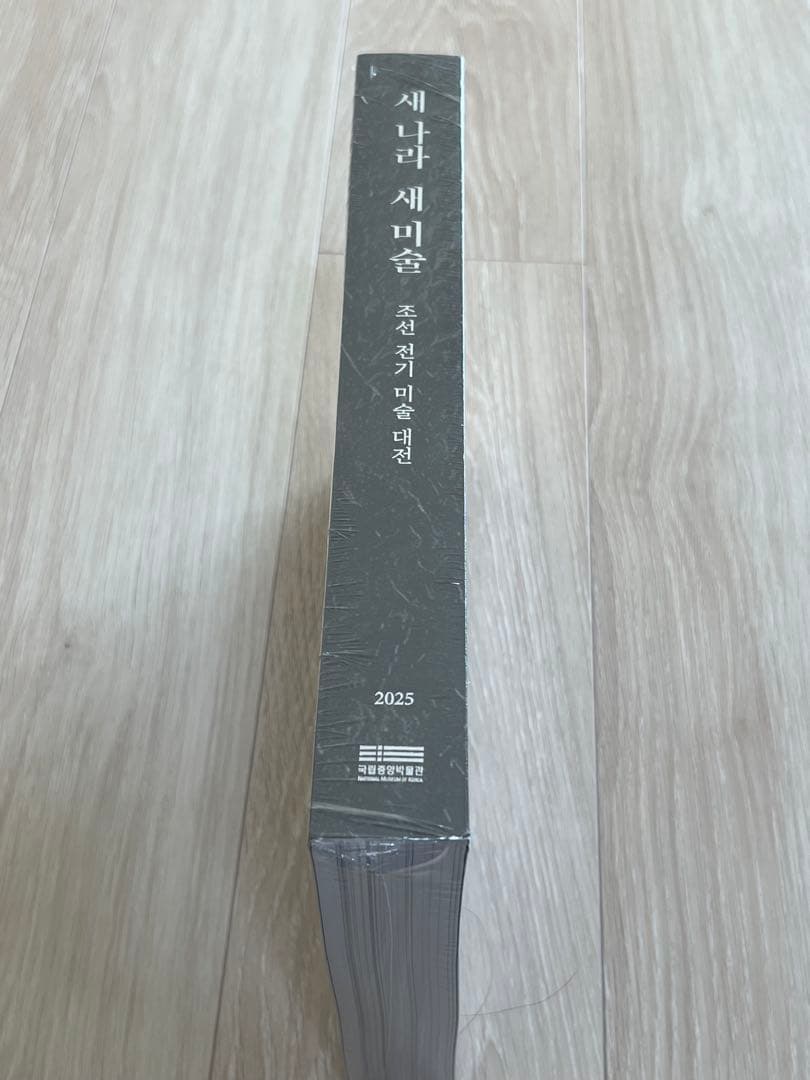 새 나라 새 미술
조선 전기 미술 대전
2025
국립중앙박물관
NATIONAL MUSEUM OF KOREA